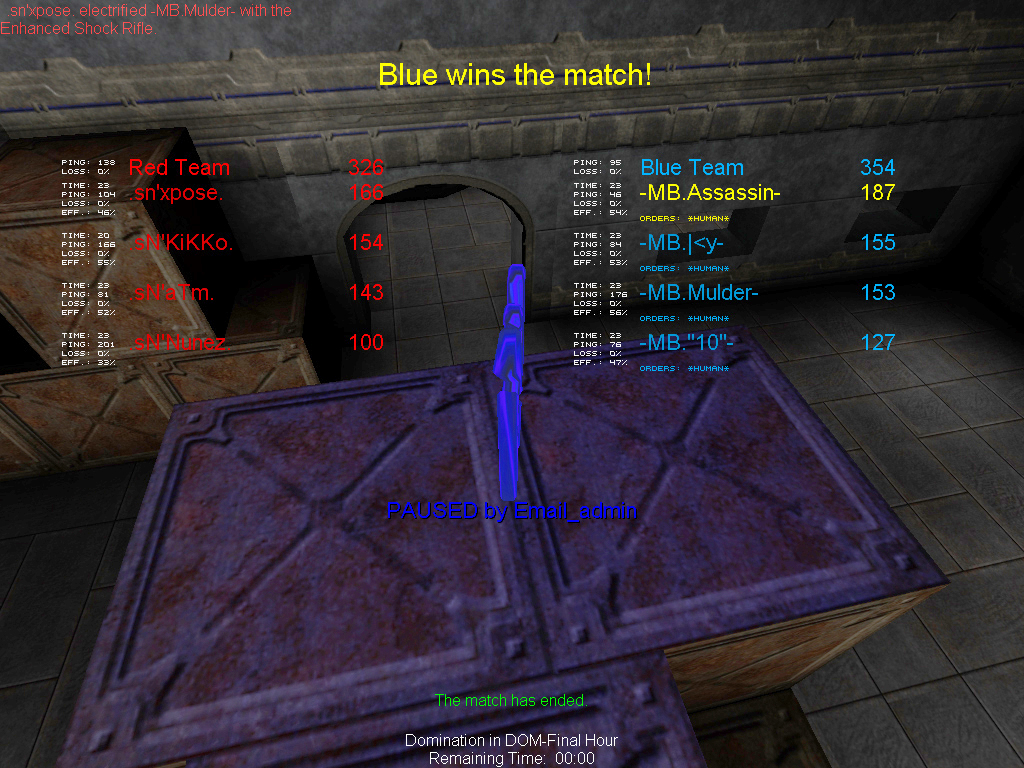 .sn'xpose. electrified -MB.Mulder- with the
Enhanced Shock Rifle
Blue wins the match!
PING: 138 Red Team 326
LOSS: 0%
TIME: 23 .sn'xpose. 166
PING: 104
LOSS: 0%
EFF.: 46%
TIME: 20 .sN'KiKKo. 154
PING: 166
LOSS: 0%
EFF.: 55%
TIME: 23 .sN'aTm. 143
PING: 81
LOSS: 0%
EFF.: 52%
TIME: 23 .sN'Nunez 100
PING: 201
LOSS: 0%
EFF.: 33%
PING: 95 Blue Team 354
LOSS: 0%
TIME: 23 -MB.Assassin- 187
PING: 46
LOSS: 0%
EFF.: 54% ORDERS: *HUMAN*
TIME: 23 -MB.|<y- 155
PING: 84
LOSS: 0%
EFF.: 53% ORDERS: *HUMAN*
TIME: 23 -MB.Mulder- 153
PING: 176
LOSS: 0%
EFF.: 56% ORDERS: *HUMAN*
TIME: 23 -MB."10"- 127
PING: 76
LOSS: 0%
EFF.: 47% ORDERS: *HUMAN*
PAUSED by Email_admin
The match has ended.
Domination in DOM-Final Hour
Remaining Time: 00:00